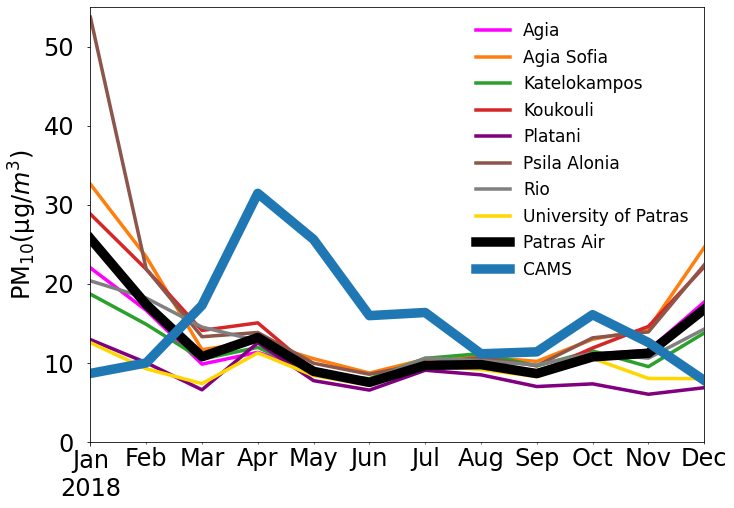 PM₁₀(μg/m³)
50
40
30
20
10
0
Agia
Agia Sofia
Katelokampos
Koukouli
Platani
Psila Alonia
Rio
University of Patras
Patras Air
CAMS
Jan Feb Mar Apr May Jun Jul Aug Sep Oct Nov Dec
2018